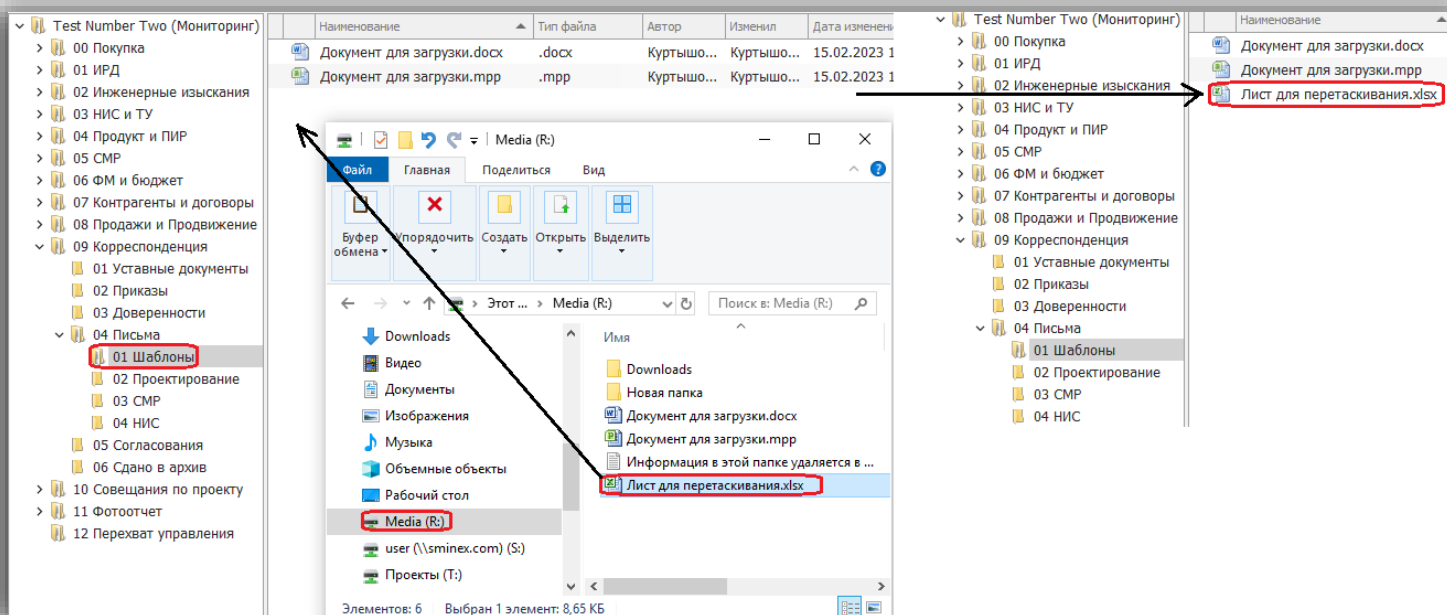 Test Number Two (Мониторинг)
00 Покупка
01 ИРД
02 Инженерные изыскания
03 НИС и ТУ
04 Продукт и ПИР
05 СМР
06 ФМ и бюджет
07 Контрагенты и договоры
08 Продажи и Продвижение
09 Корреспонденция
01 Уставные документы
02 Приказы
03 Доверенности
04 Письма
01 Шаблоны
02 Проектирование
03 СМР
04 НИС
05 Согласования
06 Сдано в архив
10 Совещания по проекту
11 Фотоотчет
12 Перехват управления
Наименование Тип файла Автор Изменил Дата изменени
Документ для загрузки.docx .docx Куртышо... Куртышо... 15.02.2023 1
Документ для загрузки.mpp .mpp Куртышо... Куртышо... 15.02.2023 1
Media (R:)
Файл Главная Поделиться Вид
Буфер обмена Упорядочить Создать Открыть Выделить
Этот ... Media (R:) Поиск в: Media (R:)
Downloads
Видео
Документы
Изображения
Музыка
Объемные объекты
Рабочий стол
Media (R:)
user (\\sminex.com) (S:)
Проекты (T:)
Имя
Downloads
Новая папка
Документ для загрузки.docx
Документ для загрузки.mpp
Информация в этой папке удаляется в ...
Лист для перетаскивания.xlsx
Элементов: 6 Выбран 1 элемент: 8,65 КБ
Test Number Two (Мониторинг)
00 Покупка
01 ИРД
02 Инженерные изыскания
03 НИС и ТУ
04 Продукт и ПИР
05 СМР
06 ФМ и бюджет
07 Контрагенты и договоры
08 Продажи и Продвижение
09 Корреспонденция
01 Уставные документы
02 Приказы
03 Доверенности
04 Письма
01 Шаблоны
02 Проектирование
03 СМР
04 НИС
Наименование
Документ для загрузки.docx
Документ для загрузки.mpp
Лист для перетаскивания.xlsx